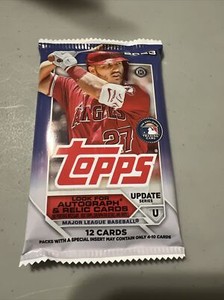 ANGELS
27
topps
LOOK FOR
AUTOGRAPH
& RELIC CARDS
UPDATE
SERIES
U
MAJOR LEAGUE BASEBALL
12 CARDS
PACKS WITH A SPECIAL INSERT MAY CONTAIN ONLY 4-10 CARDS